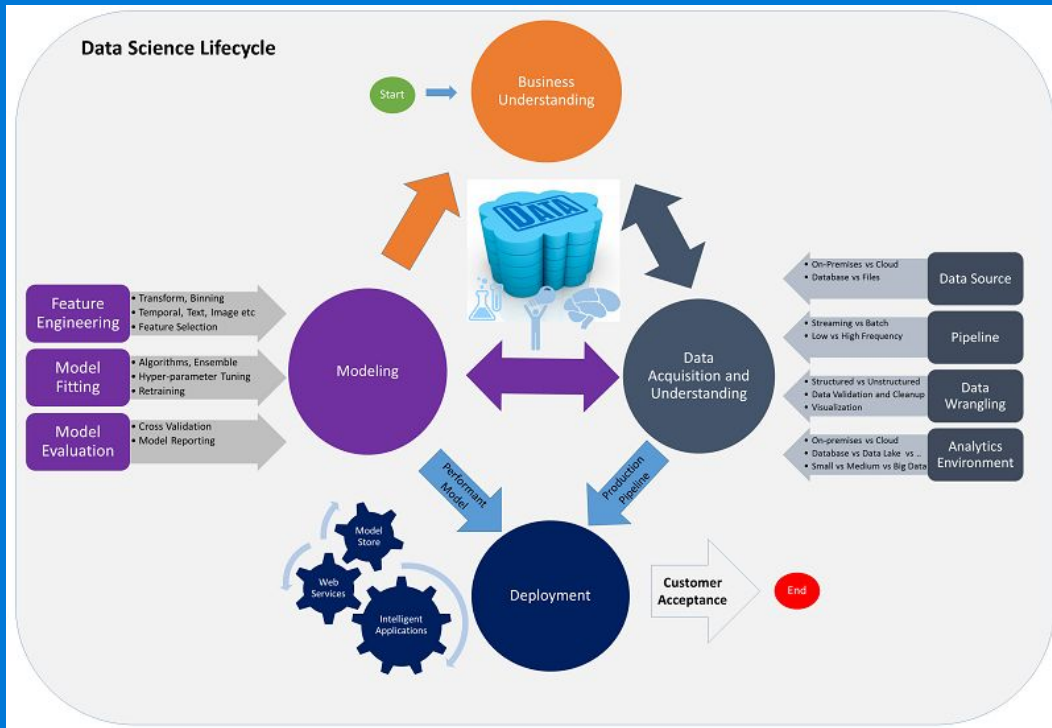 Data Science Lifecycle
Start
Business
Understanding
DATA
Feature
Engineering
• Transform, Binning
• Temporal, Text, Image etc
• Feature Selection
Model
Fitting
• Algorithms, Ensemble
• Hyper-parameter Tuning
• Retraining
Model
Evaluation
• Cross Validation
• Model Reporting
Modeling
Data
Acquisition and
Understanding
• On-Premises vs Cloud
• Database vs Files
Data Source
• Streaming vs Batch
• Low vs High Frequency
Pipeline
• Structured vs Unstructured
• Data Validation and Cleanup
• Visualization
Data
Wrangling
• On-premises vs Cloud
• Database vs Data Lake vs ..
• Small vs Medium vs Big Data
Analytics
Environment
Performant
Model
Production
Pipeline
Model
Store
Web
Services
Intelligent
Applications
Deployment
Customer
Acceptance
End